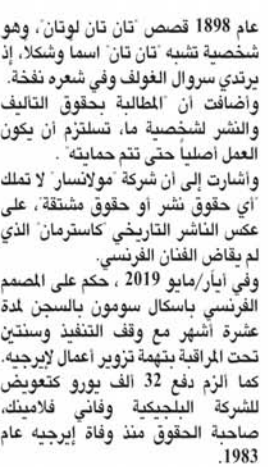 عام 1898 قصص "تان تان لوتان"، وهو
شخصية تشبه "تان تان" اسما وشكلا، إذ
يرتدي سروال الغولف وفي شعره نفخة.
وأضافت أن "المطالبة بحقوق التأليف
والنشر لشخصية ما، تستلزم أن يكون
العمل أصلياً حتى تتم حمايته".
وأشارت إلى أن شركة "مولانسار" لا تملك
"أي حقوق نشر أو حقوق مشتقة"، على
عكس الناشر التاريخي "كاسترمان" الذي
لم يقاض الفنان الفرنسي.
وفي أيار/مايو 2019 ، حكم على المصمم
الفرنسي باسكال سومون بالسجن لمدة
عشرة أشهر مع وقف التنفيذ وسنتين
تحت المراقبة بتهمة تزوير أعمال لإيرجيه.
كما ألزم دفع 32 ألف يورو كتعويض
للشركة البلجيكية وفاني فلامينك،
صاحبة الحقوق منذ وفاة إيرجيه عام
1983.